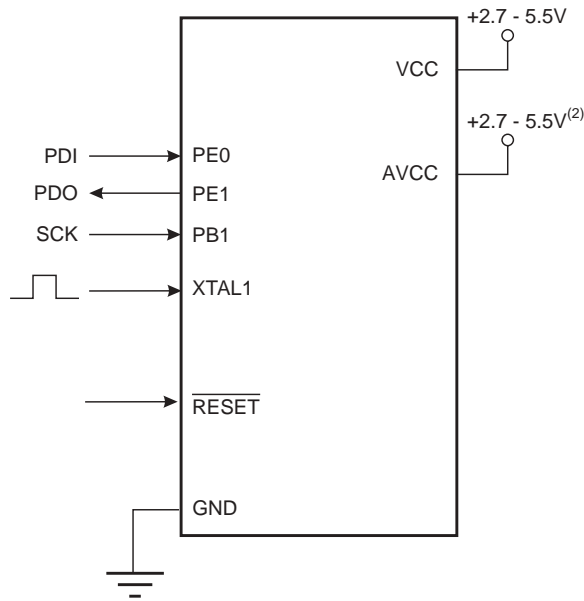 +2.7 - 5.5V
VCC
+2.7 - 5.5V(2)
AVCC
PDI PE0
PDO PE1
SCK PB1
XTAL1
RESET
GND